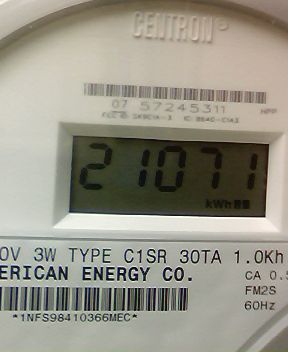 CENTRON
07 57245311
21071
kWh
0V 3W TYPE C1SR 30TA 1.0Kh
ERICAN ENERGY CO. CA 0.5
FM2S
*1NFS98410366MEC* 60Hz